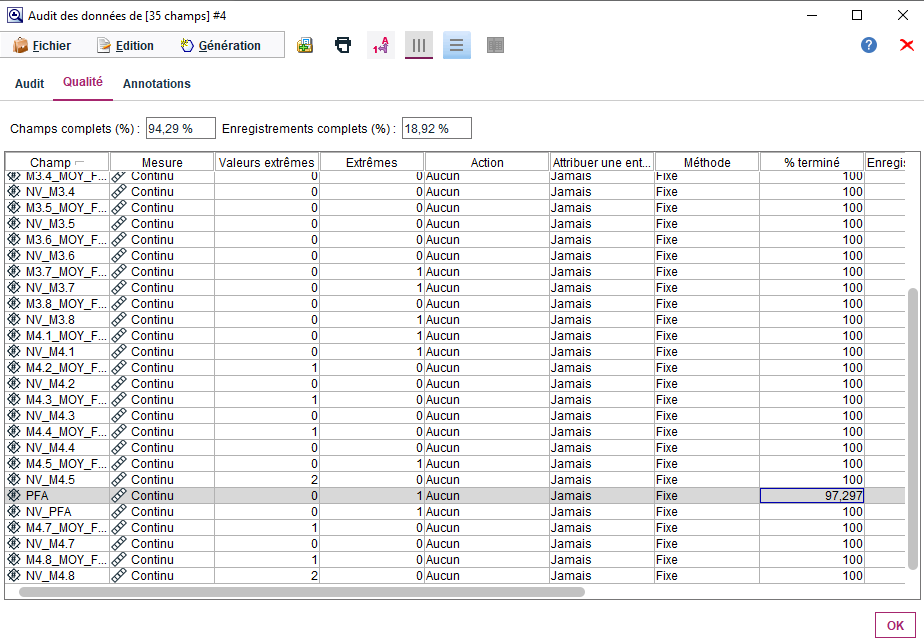 Audit des données de [35 champs] #4
Fichier Edition Génération
Audit Qualité Annotations
Champs complets (%) : 94,29 % Enregistrements complets (%) : 18,92 %
Champ Mesure Valeurs extrêmes Extrêmes Action Attribuer une ent... Méthode % terminé Enregis
M3.4_MOY_F... Continu 0 0 Aucun Jamais Fixe 100
NV_M3.4 Continu 0 0 Aucun Jamais Fixe 100
M3.5_MOY_F... Continu 0 0 Aucun Jamais Fixe 100
NV_M3.5 Continu 0 0 Aucun Jamais Fixe 100
M3.6_MOY_F... Continu 0 0 Aucun Jamais Fixe 100
NV_M3.6 Continu 0 0 Aucun Jamais Fixe 100
M3.7_MOY_F... Continu 0 1 Aucun Jamais Fixe 100
NV_M3.7 Continu 0 1 Aucun Jamais Fixe 100
M3.8_MOY_F... Continu 0 0 Aucun Jamais Fixe 100
NV_M3.8 Continu 0 1 Aucun Jamais Fixe 100
M4.1_MOY_F... Continu 0 1 Aucun Jamais Fixe 100
NV_M4.1 Continu 0 1 Aucun Jamais Fixe 100
M4.2_MOY_F... Continu 1 0 Aucun Jamais Fixe 100
NV_M4.2 Continu 0 0 Aucun Jamais Fixe 100
M4.3_MOY_F... Continu 1 0 Aucun Jamais Fixe 100
NV_M4.3 Continu 0 0 Aucun Jamais Fixe 100
M4.4_MOY_F... Continu 1 0 Aucun Jamais Fixe 100
NV_M4.4 Continu 0 0 Aucun Jamais Fixe 100
M4.5_MOY_F... Continu 0 1 Aucun Jamais Fixe 100
NV_M4.5 Continu 2 0 Aucun Jamais Fixe 100
PFA Continu 0 1 Aucun Jamais Fixe 97,297
NV_PFA Continu 0 1 Aucun Jamais Fixe 100
M4.7_MOY_F... Continu 1 0 Aucun Jamais Fixe 100
NV_M4.7 Continu 0 0 Aucun Jamais Fixe 100
M4.8_MOY_F... Continu 1 0 Aucun Jamais Fixe 100
NV_M4.8 Continu 2 0 Aucun Jamais Fixe 100
OK